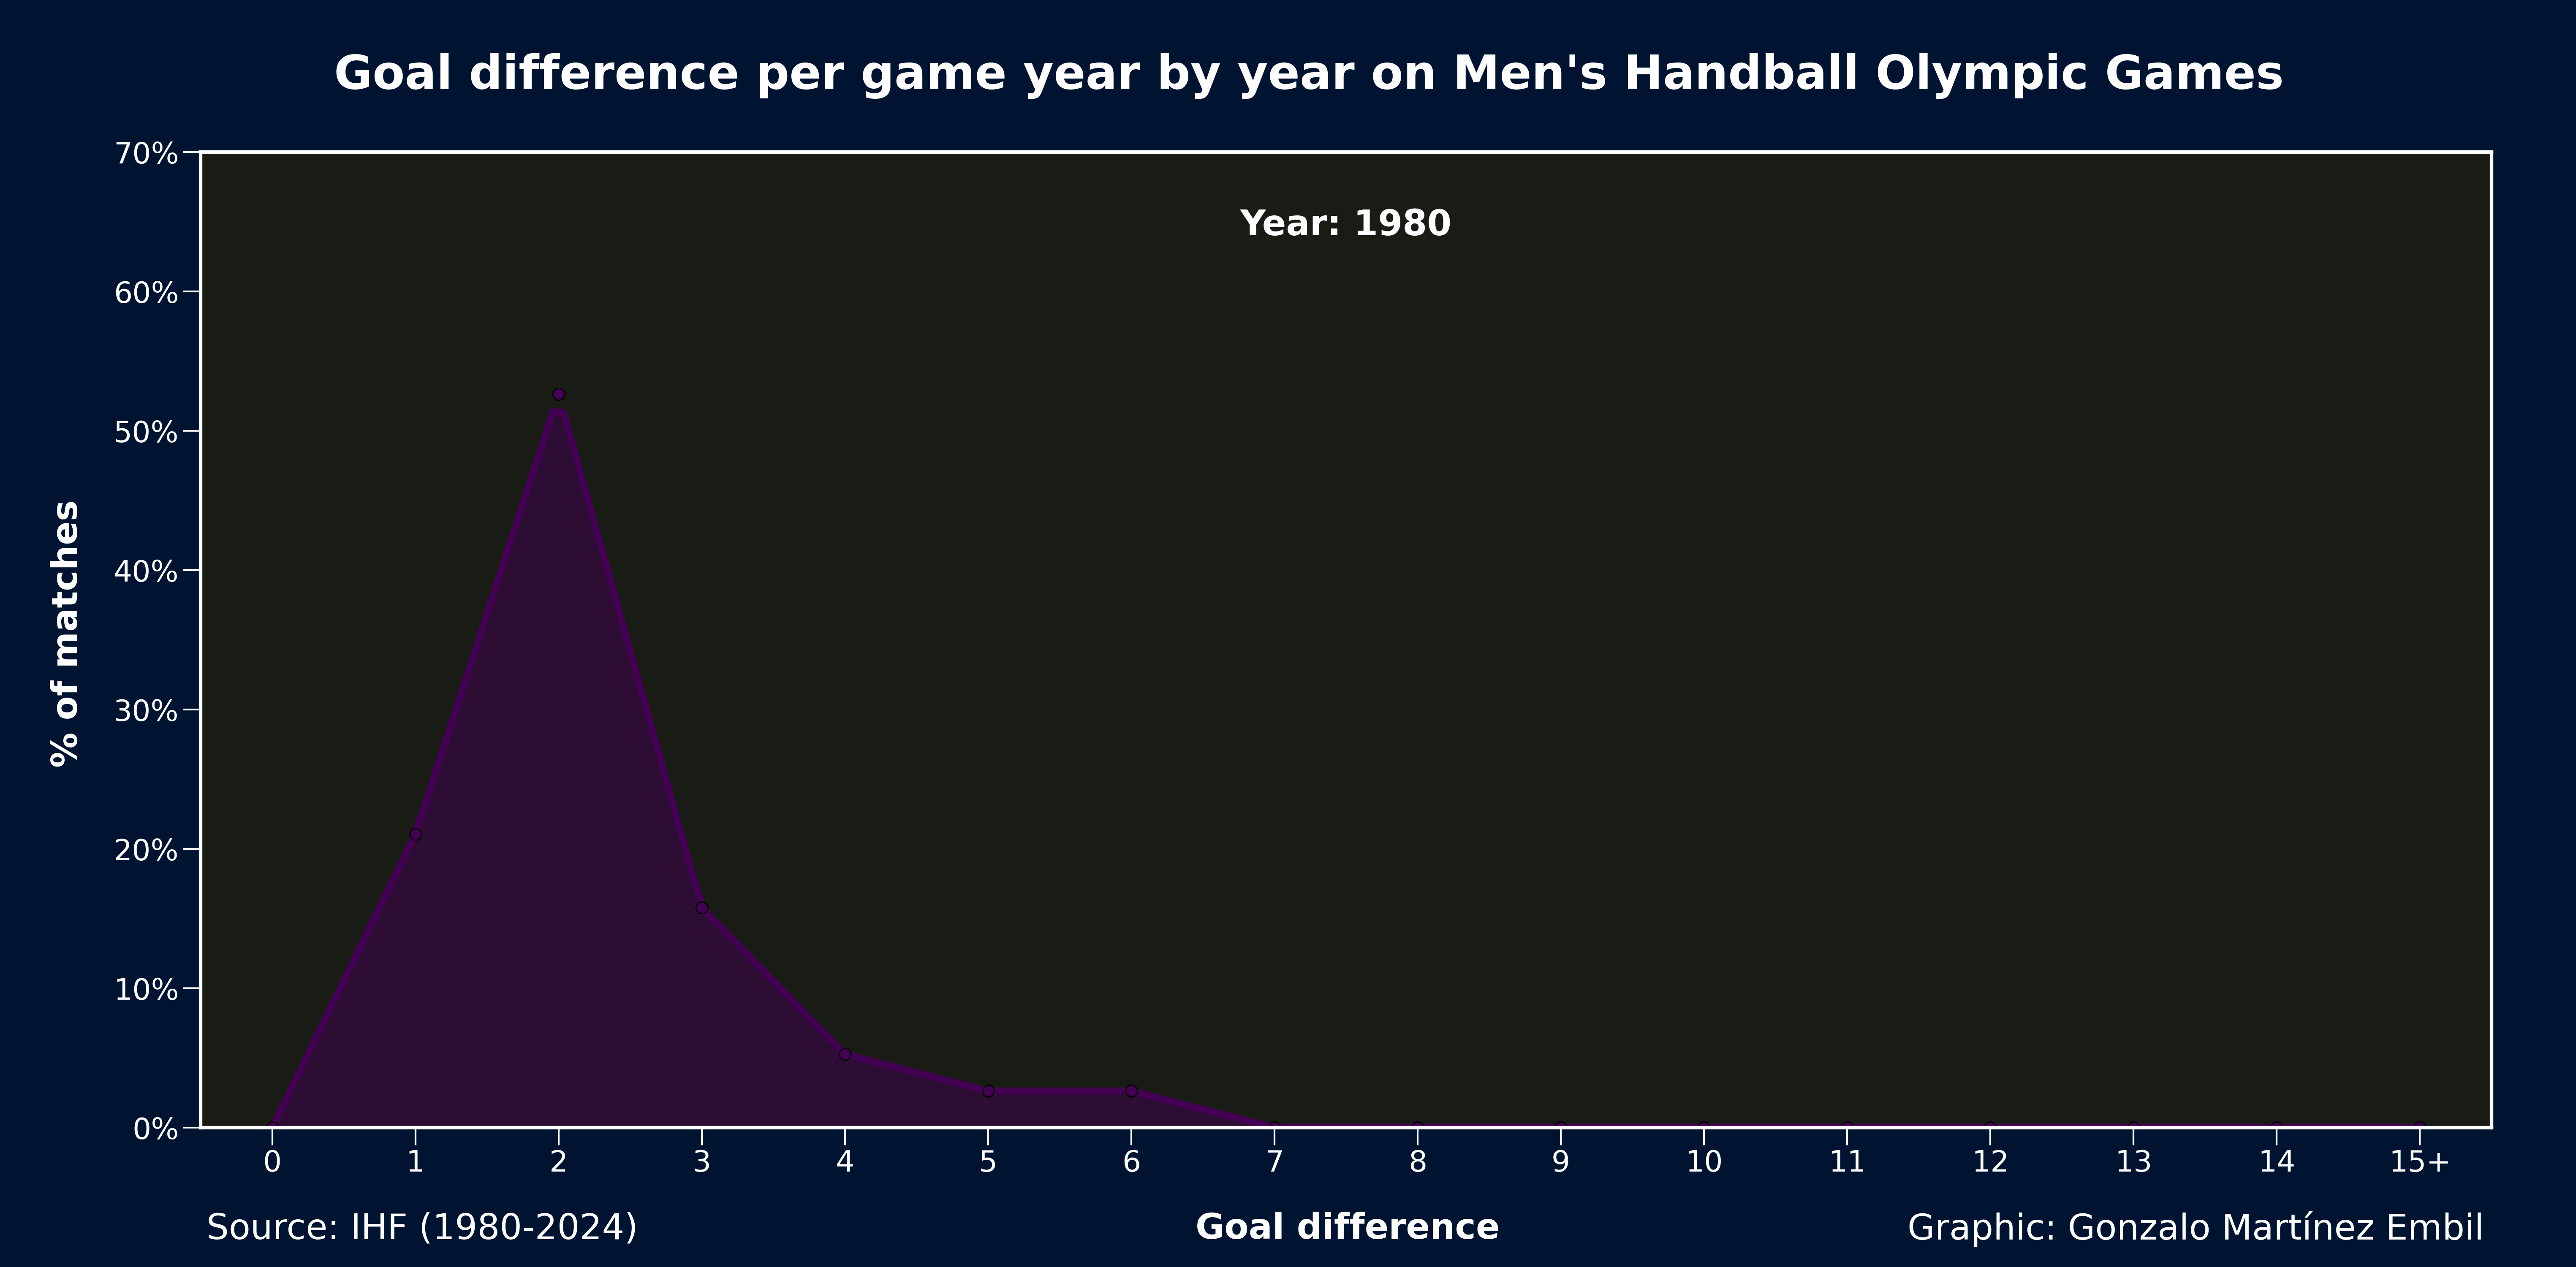 Goal difference per game year by year on Men's Handball Olympic Games
70%
Year: 1980
60%
50%
40%
% of matches
30%
20%
10%
0%
0 1 2 3 4 5 6 7 8 9 10 11 12 13 14 15+
Source: IHF (1980-2024)
Goal difference
Graphic: Gonzalo Martínez Embil